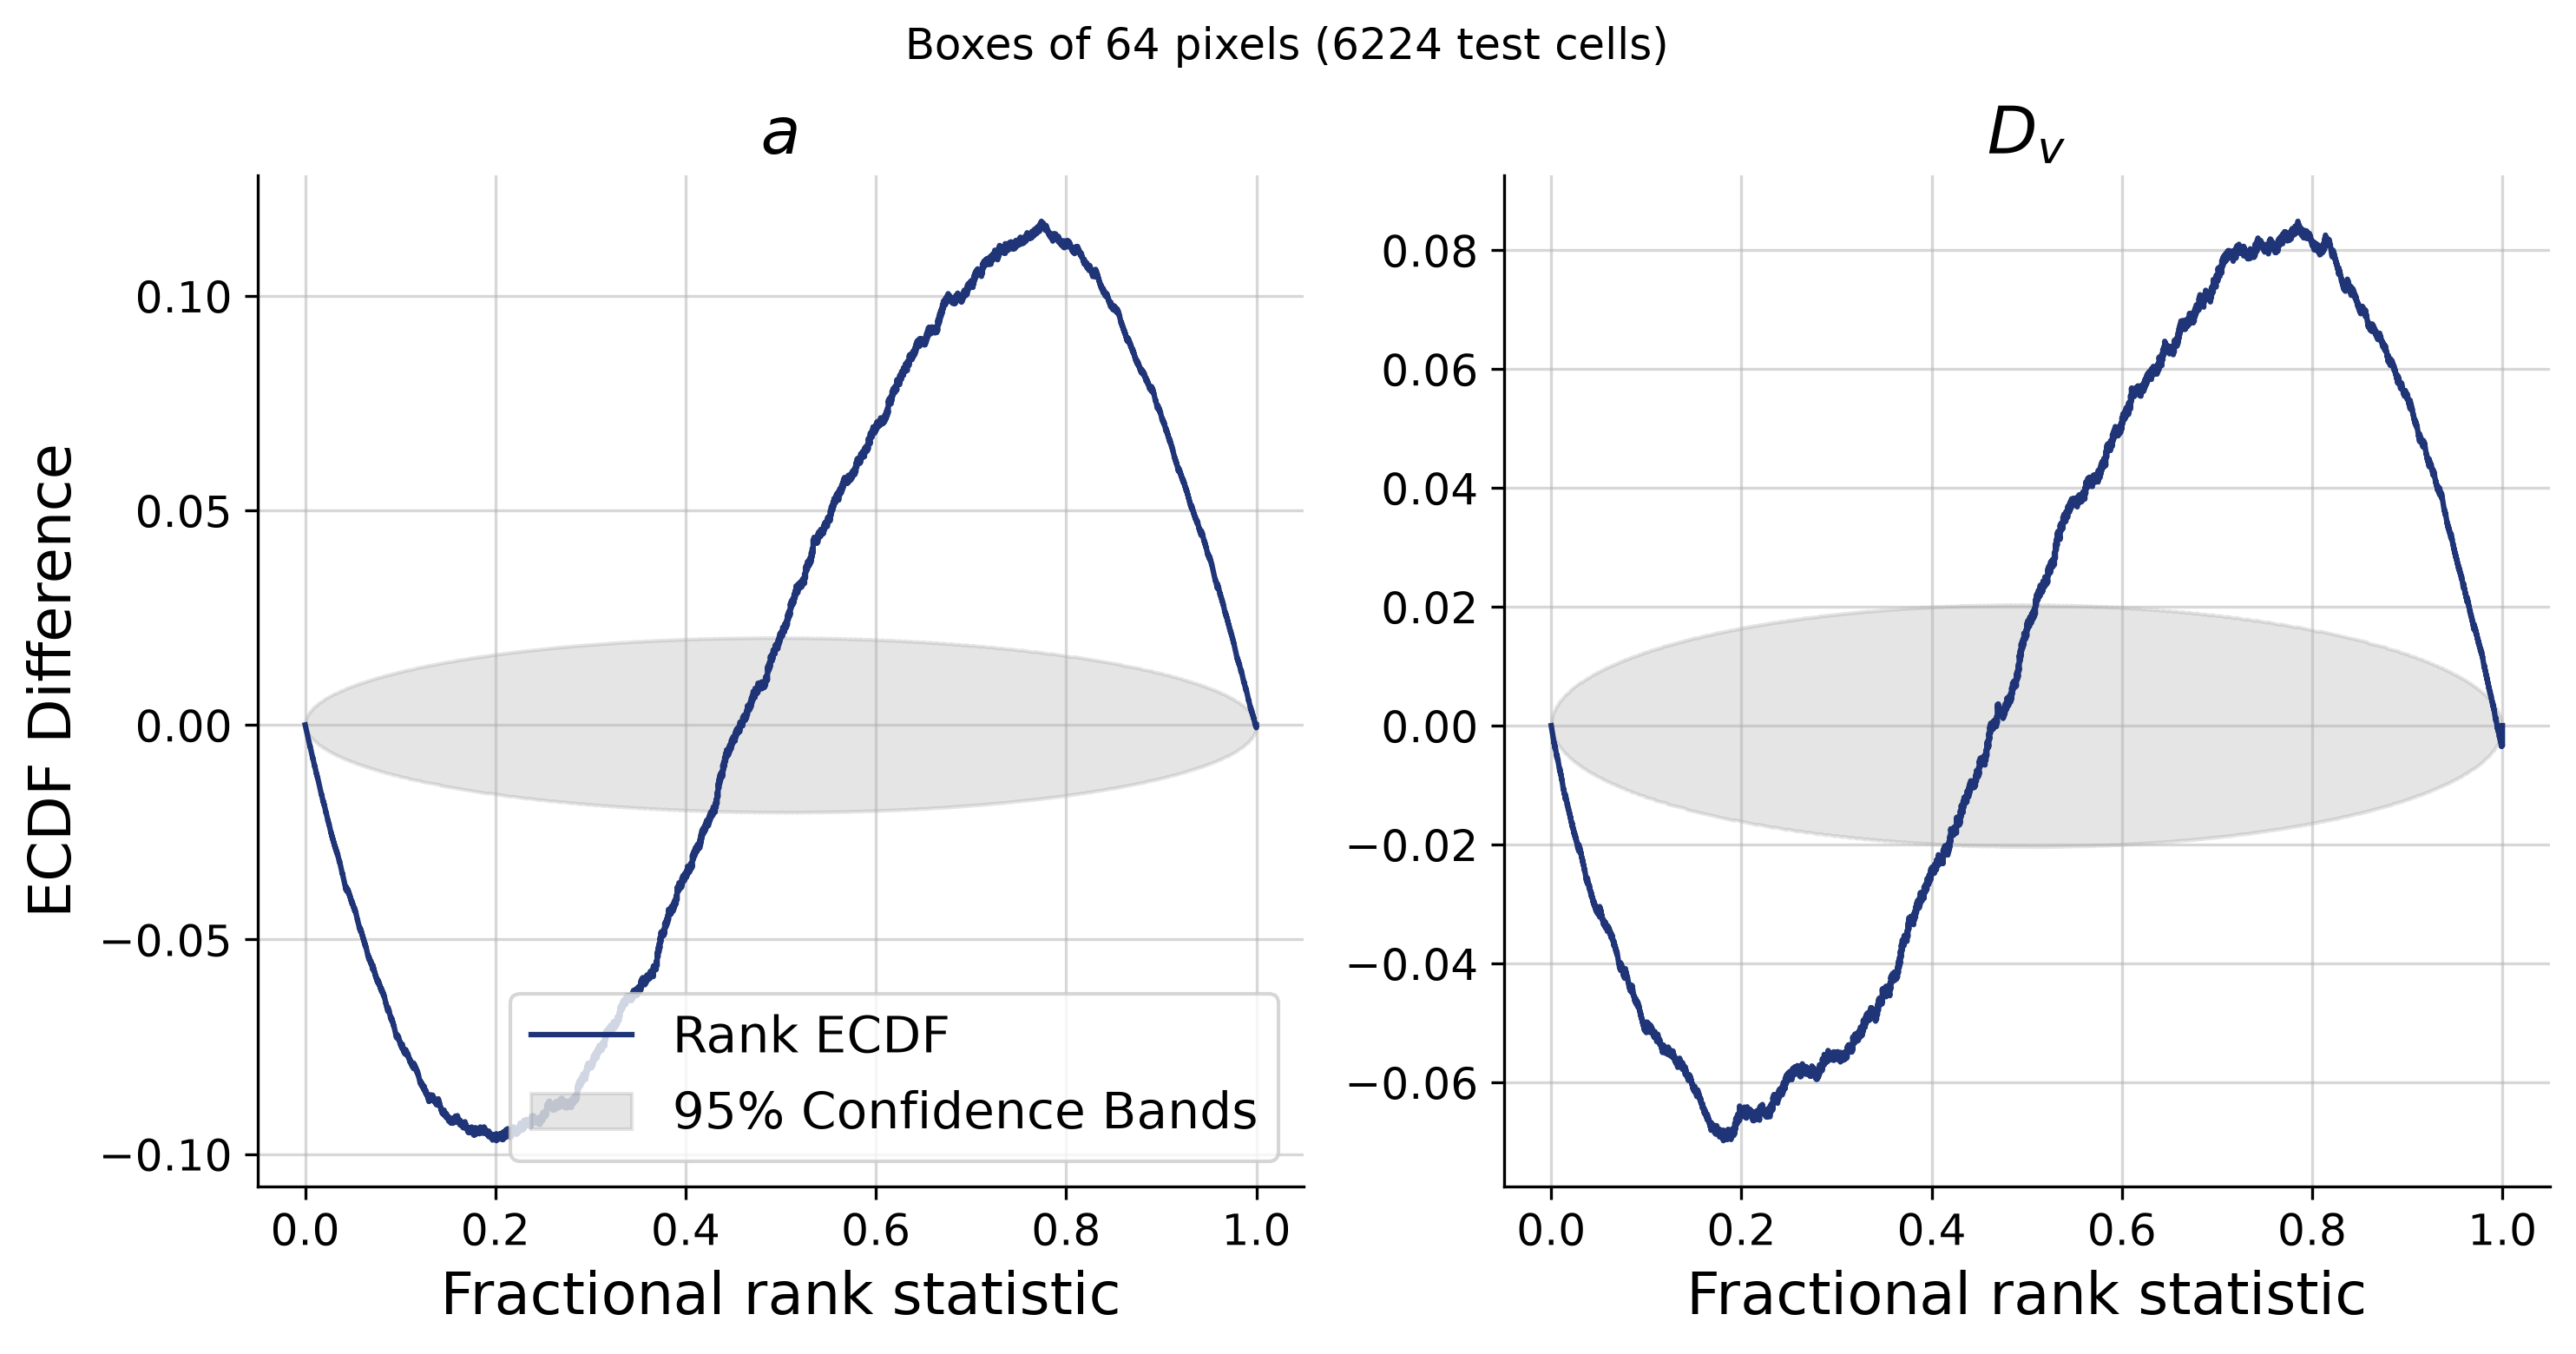 Boxes of 64 pixels (6224 test cells)
a
ECDF Difference
0.10
0.05
0.00
−0.05
−0.10
Rank ECDF
95% Confidence Bands
0.0 0.2 0.4 0.6 0.8 1.0
Fractional rank statistic
Dv
0.08
0.06
0.04
0.02
0.00
−0.02
−0.04
−0.06
0.0 0.2 0.4 0.6 0.8 1.0
Fractional rank statistic